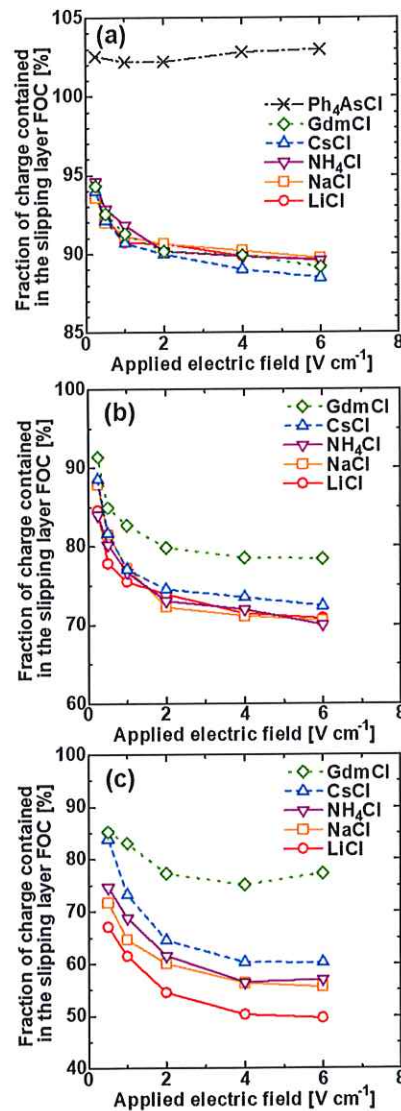 (a)
105
100
95
90
85
Fraction of charge contained
in the slipping layer FOC [%]
Ph₄AsCl
GdmCl
CsCl
NH₄Cl
NaCl
LiCl
0 2 4 6 8
Applied electric field [V cm⁻¹]
(b)
100
90
80
70
60
Fraction of charge contained
in the slipping layer FOC [%]
GdmCl
CsCl
NH₄Cl
NaCl
LiCl
0 2 4 6 8
Applied electric field [V cm⁻¹]
(c)
100
90
80
70
60
50
40
Fraction of charge contained
in the slipping layer FOC [%]
GdmCl
CsCl
NH₄Cl
NaCl
LiCl
0 2 4 6 8
Applied electric field [V cm⁻¹]